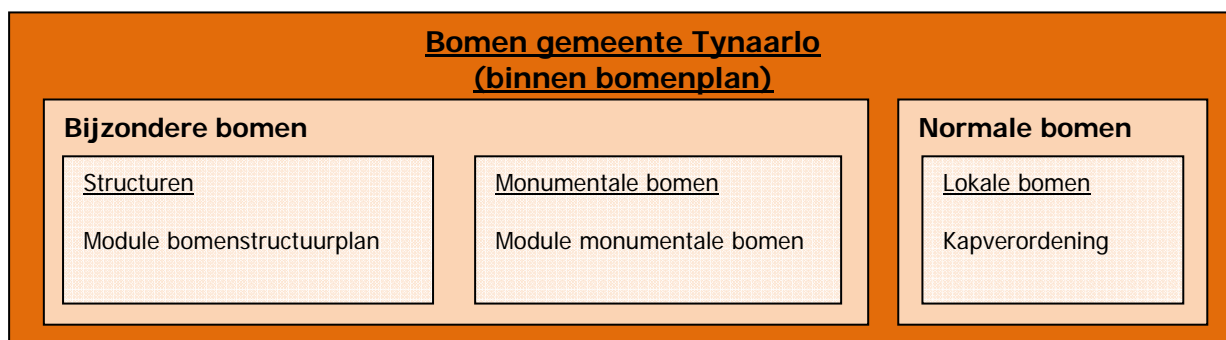 Bomen gemeente Tynaarlo
(binnen bomenplan)
Bijzondere bomen
Structuren
Module bomenstructuurplan
Monumentale bomen
Module monumentale bomen
Normale bomen
Lokale bomen
Kapverordening